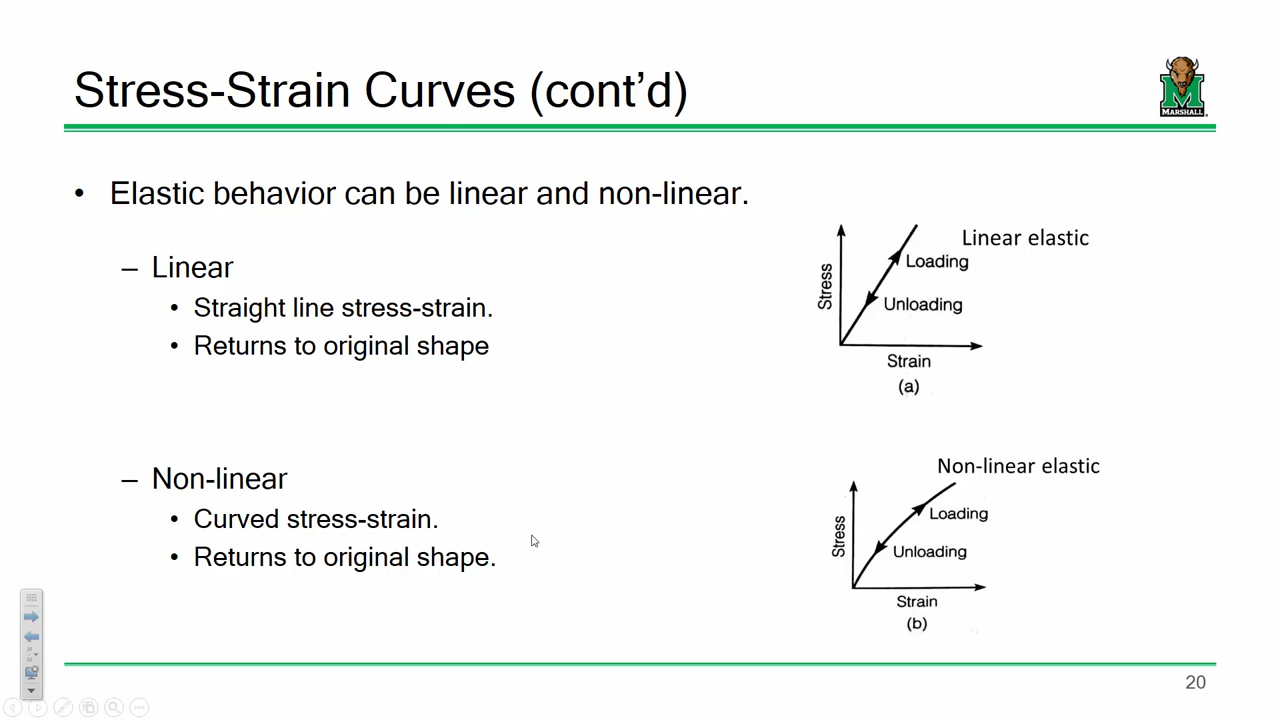 Stress-Strain Curves (cont’d)
MARSHALL
• Elastic behavior can be linear and non-linear.
– Linear
• Straight line stress-strain.
• Returns to original shape
Linear elastic
Loading
Unloading
Stress
Strain
(a)
– Non-linear
• Curved stress-strain.
• Returns to original shape.
Non-linear elastic
Loading
Unloading
Stress
Strain
(b)
20